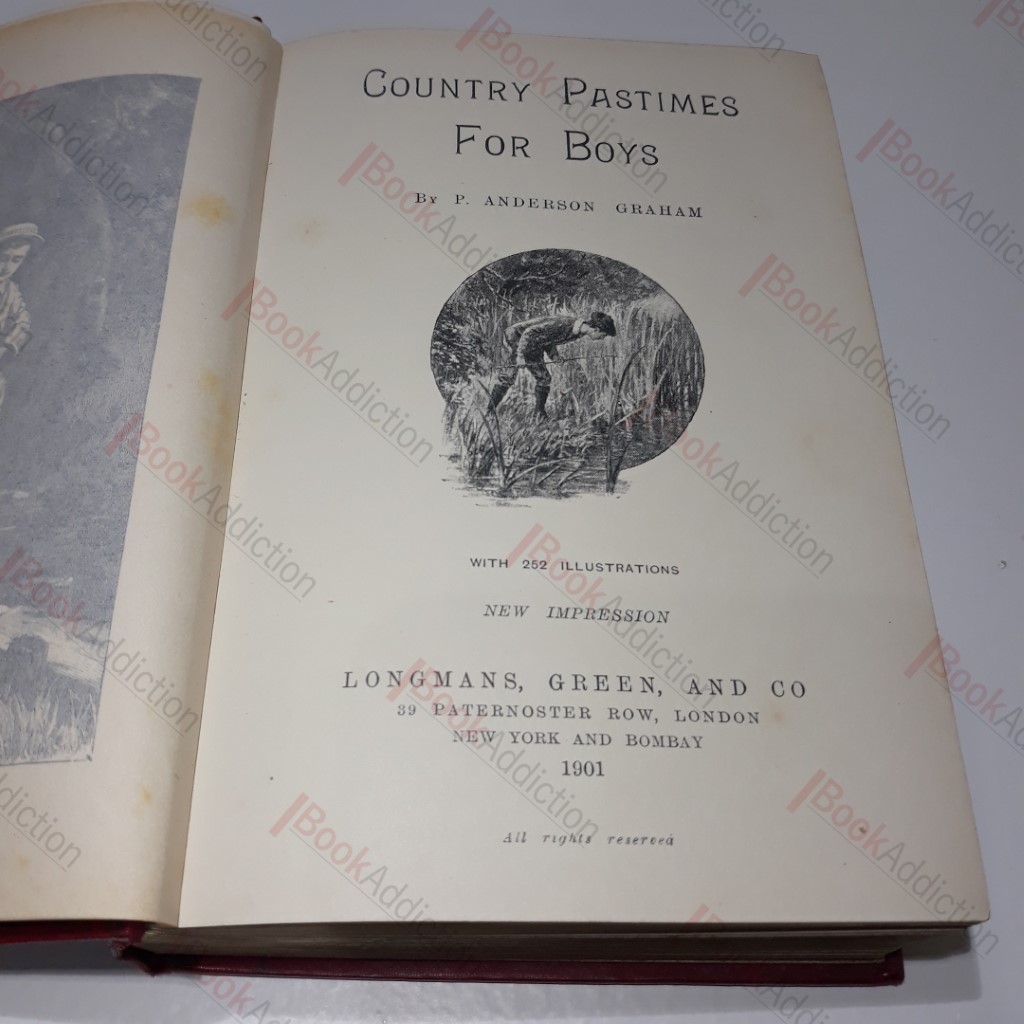 COUNTRY PASTIMES
FOR BOYS
BY P. ANDERSON GRAHAM
WITH 252 ILLUSTRATIONS
NEW IMPRESSION
LONGMANS, GREEN, AND CO
39 PATERNOSTER ROW, LONDON
NEW YORK AND BOMBAY
1901
All rights reserved
BookAddiction